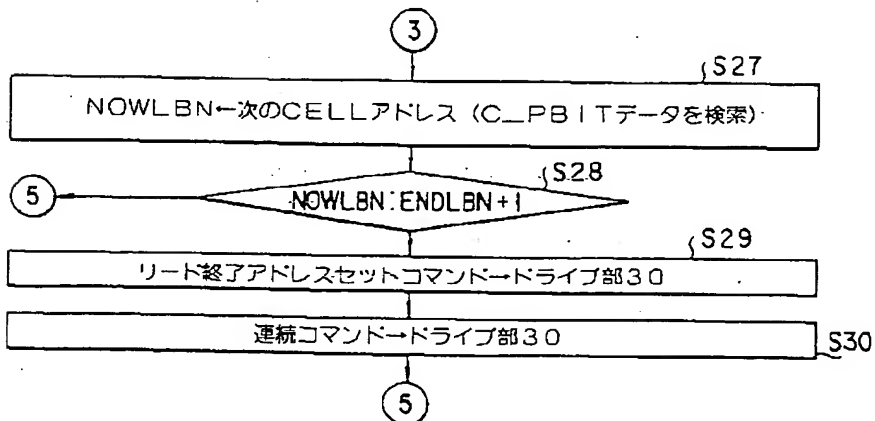 3
S27
NOWLBN←次のCELLアドレス（C_PBITデータを検索）
S28
5
NOWLBN:ENDLBN+1
S29
リード終了アドレスセットコマンド→ドライブ部30
連続コマンド→ドライブ部30
S30
5